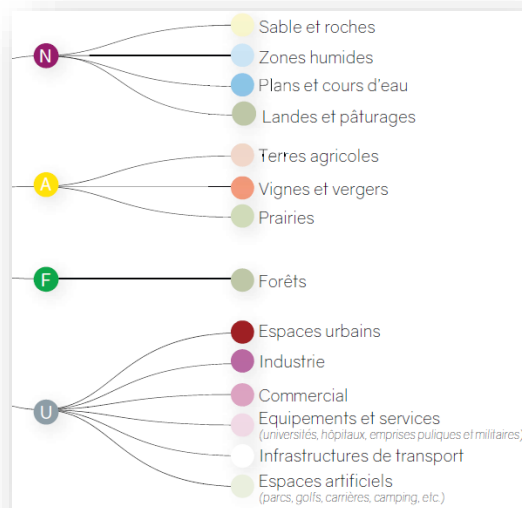 N
Sable et roches
Zones humides
Plans et cours d'eau
Landes et pâturages
A
Terres agricoles
Vignes et vergers
Prairies
F
Forêts
U
Espaces urbains
Industrie
Commercial
Equipements et services
(universités, hôpitaux, emprises puliques et militaires)
Infrastructures de transport
Espaces artificiels
(parcs, golfs, carrières, camping, etc.)